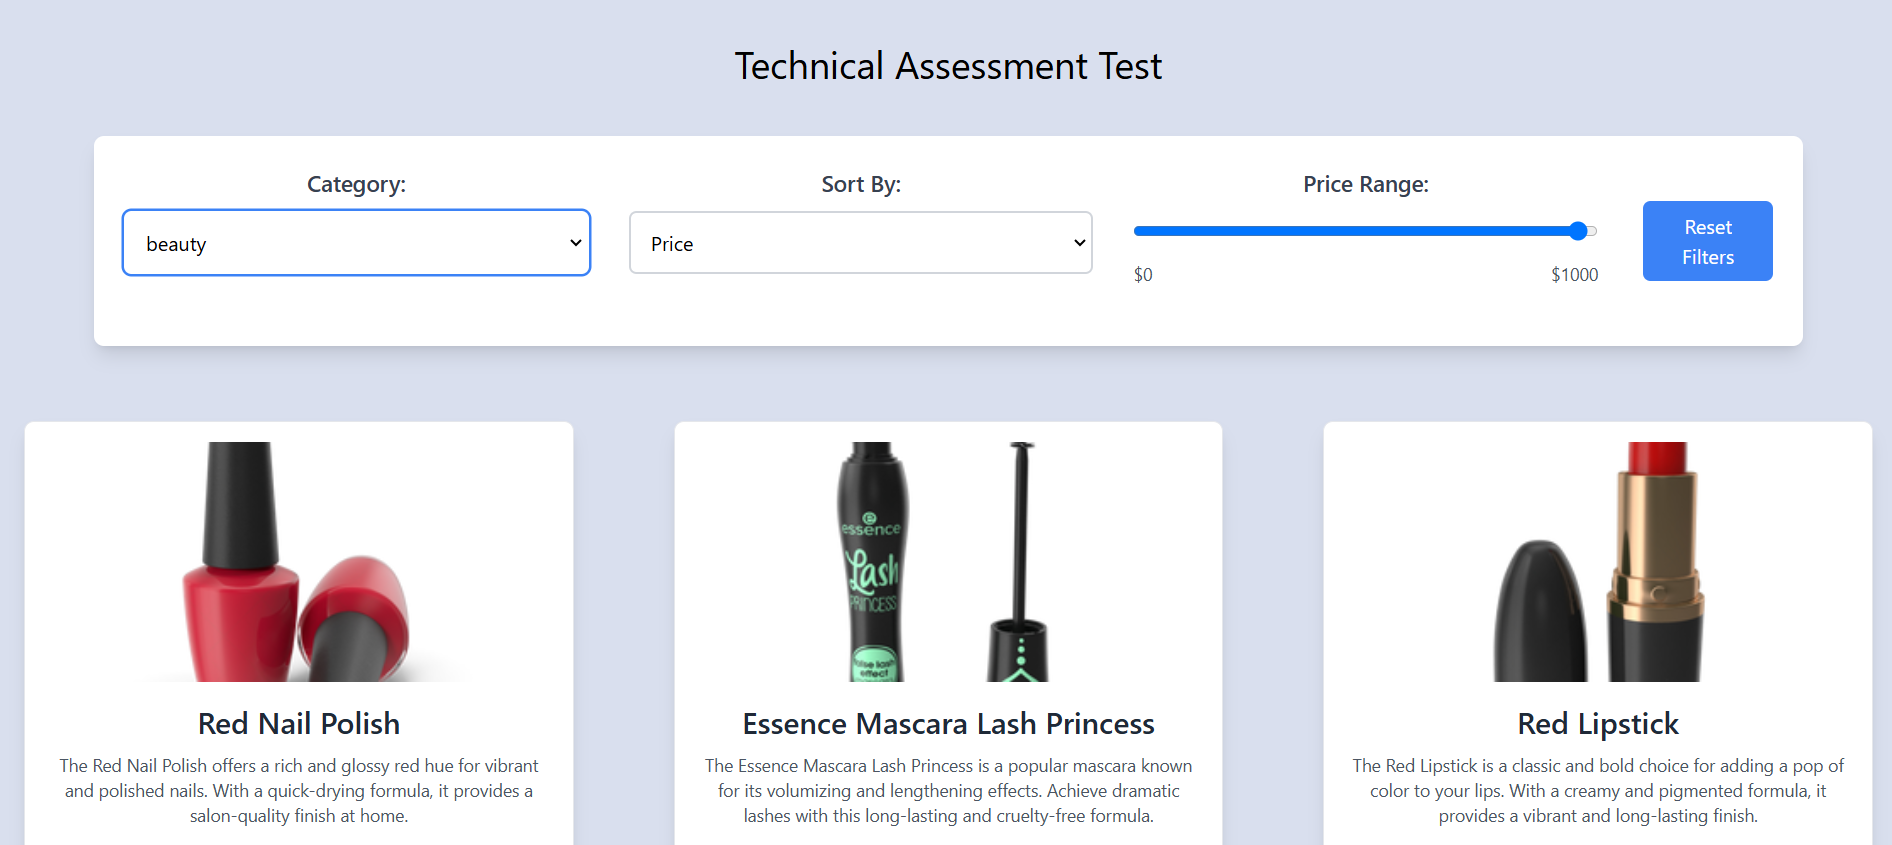 Technical Assessment Test
Category:
beauty
Sort By:
Price
Price Range:
$0
$1000
Reset
Filters
essence
Lash
PRINCESS
false lash
effect
Red Nail Polish
The Red Nail Polish offers a rich and glossy red hue for vibrant
and polished nails. With a quick-drying formula, it provides a
salon-quality finish at home.
Essence Mascara Lash Princess
The Essence Mascara Lash Princess is a popular mascara known
for its volumizing and lengthening effects. Achieve dramatic
lashes with this long-lasting and cruelty-free formula.
Red Lipstick
The Red Lipstick is a classic and bold choice for adding a pop of
color to your lips. With a creamy and pigmented formula, it
provides a vibrant and long-lasting finish.